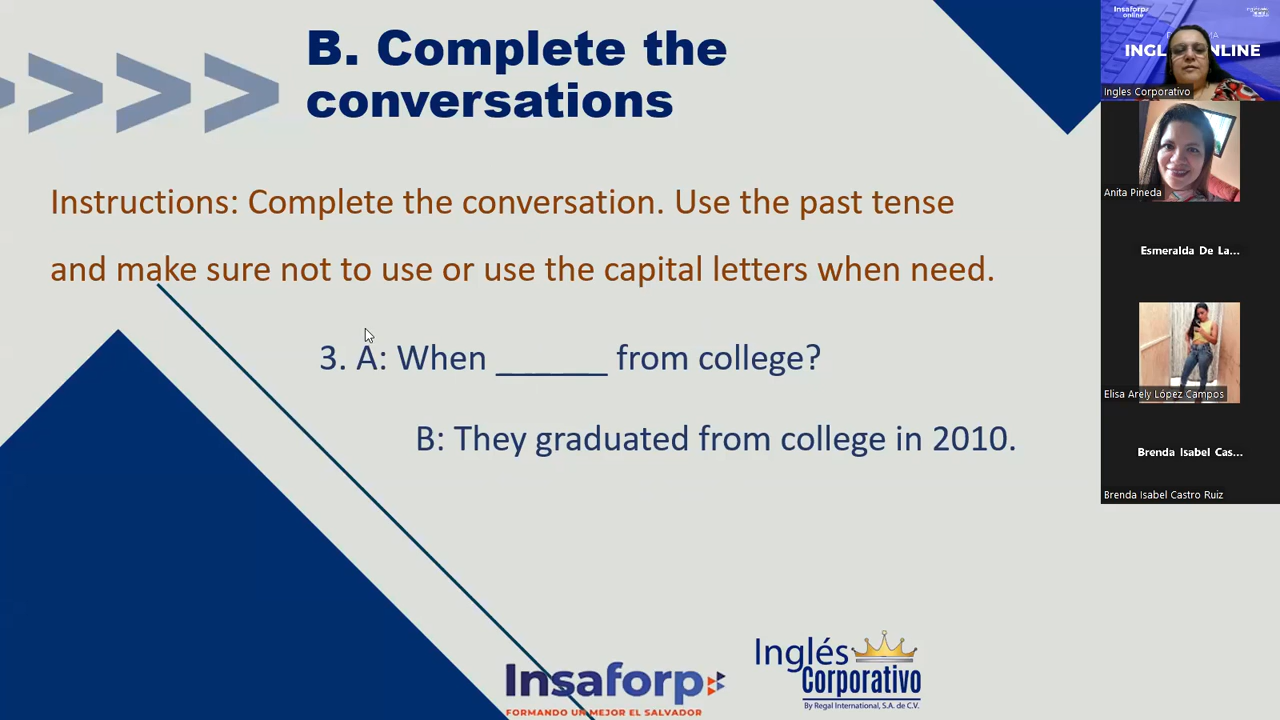 B. Complete the
conversations
Instructions: Complete the conversation. Use the past tense
and make sure not to use or use the capital letters when need.
3. A: When ______ from college?
B: They graduated from college in 2010.
Insaforp
FORMANDO UN MEJOR EL SALVADOR
Inglés
Corporativo
By Regal International, S.A. de C.V.
Insaforp
online
Ingles Corporativo
Anita Pineda
Esmeralda De La...
Elisa Arely López Campos
Brenda Isabel Cas...
Brenda Isabel Castro Ruiz